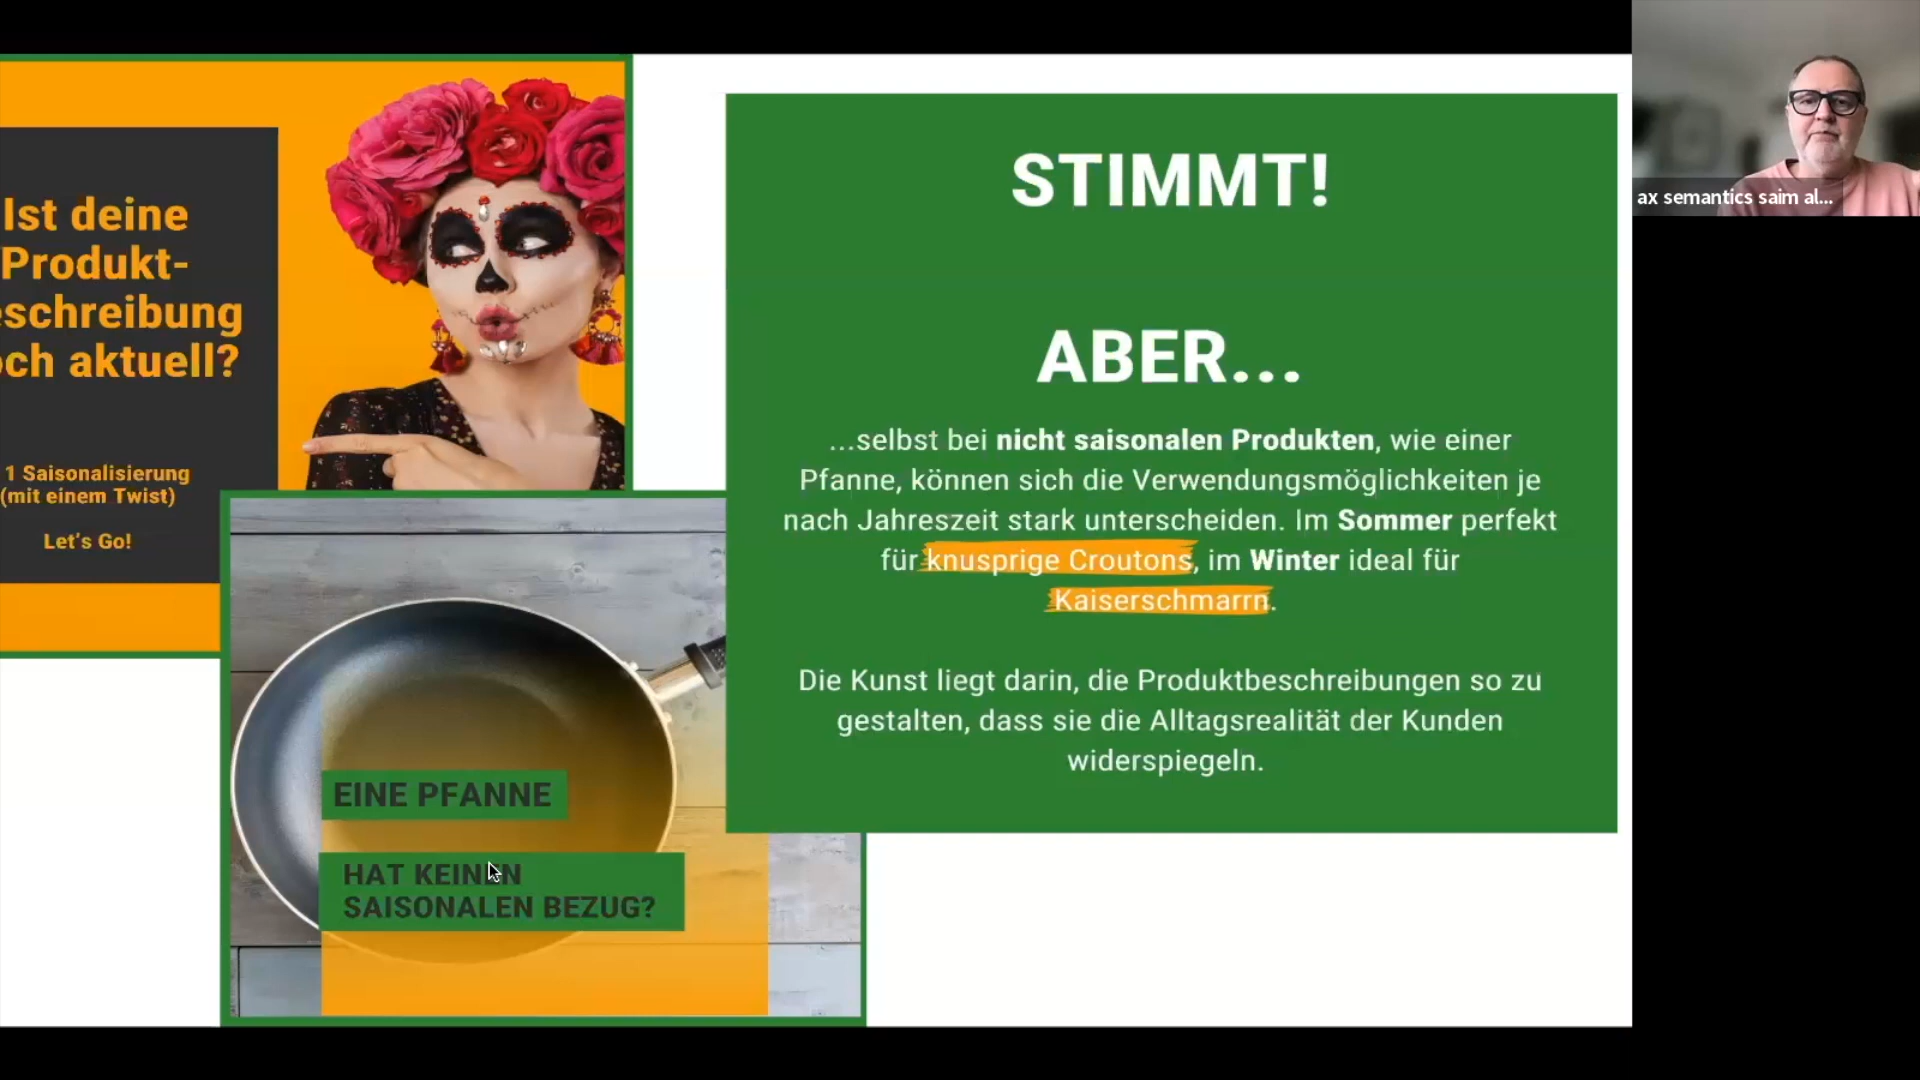 Ist deine
Produkt-
eschreibung
och aktuell?
1 Saisonalisierung
(mit einem Twist)
Let's Go!
EINE PFANNE
HAT KEINEN
SAISONALEN BEZUG?
STIMMT!
ABER...
...selbst bei nicht saisonalen Produkten, wie einer
Pfanne, können sich die Verwendungsmöglichkeiten je
nach Jahreszeit stark unterscheiden. Im Sommer perfekt
für knusprige Croutons, im Winter ideal für
Kaiserschmarrn.
Die Kunst liegt darin, die Produktbeschreibungen so zu
gestalten, dass sie die Alltagsrealität der Kunden
widerspiegeln.
ax semantics saim al...